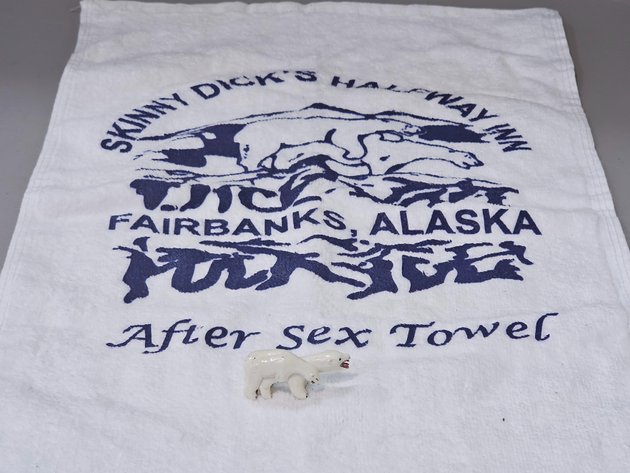 SKINNY DICK'S HALFWAY INN
FAIRBANKS, ALASKA
After Sex Towel